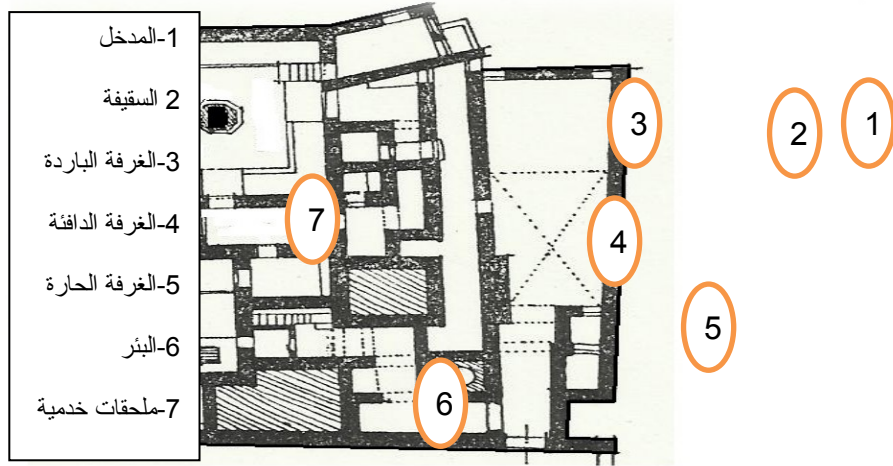 1-المدخل
2 السقيفة
3-الغرفة الباردة
4-الغرفة الدافئة
5-الغرفة الحارة
6-البئر
7-ملحقات خدمية
1
2
3
4
5
6
7